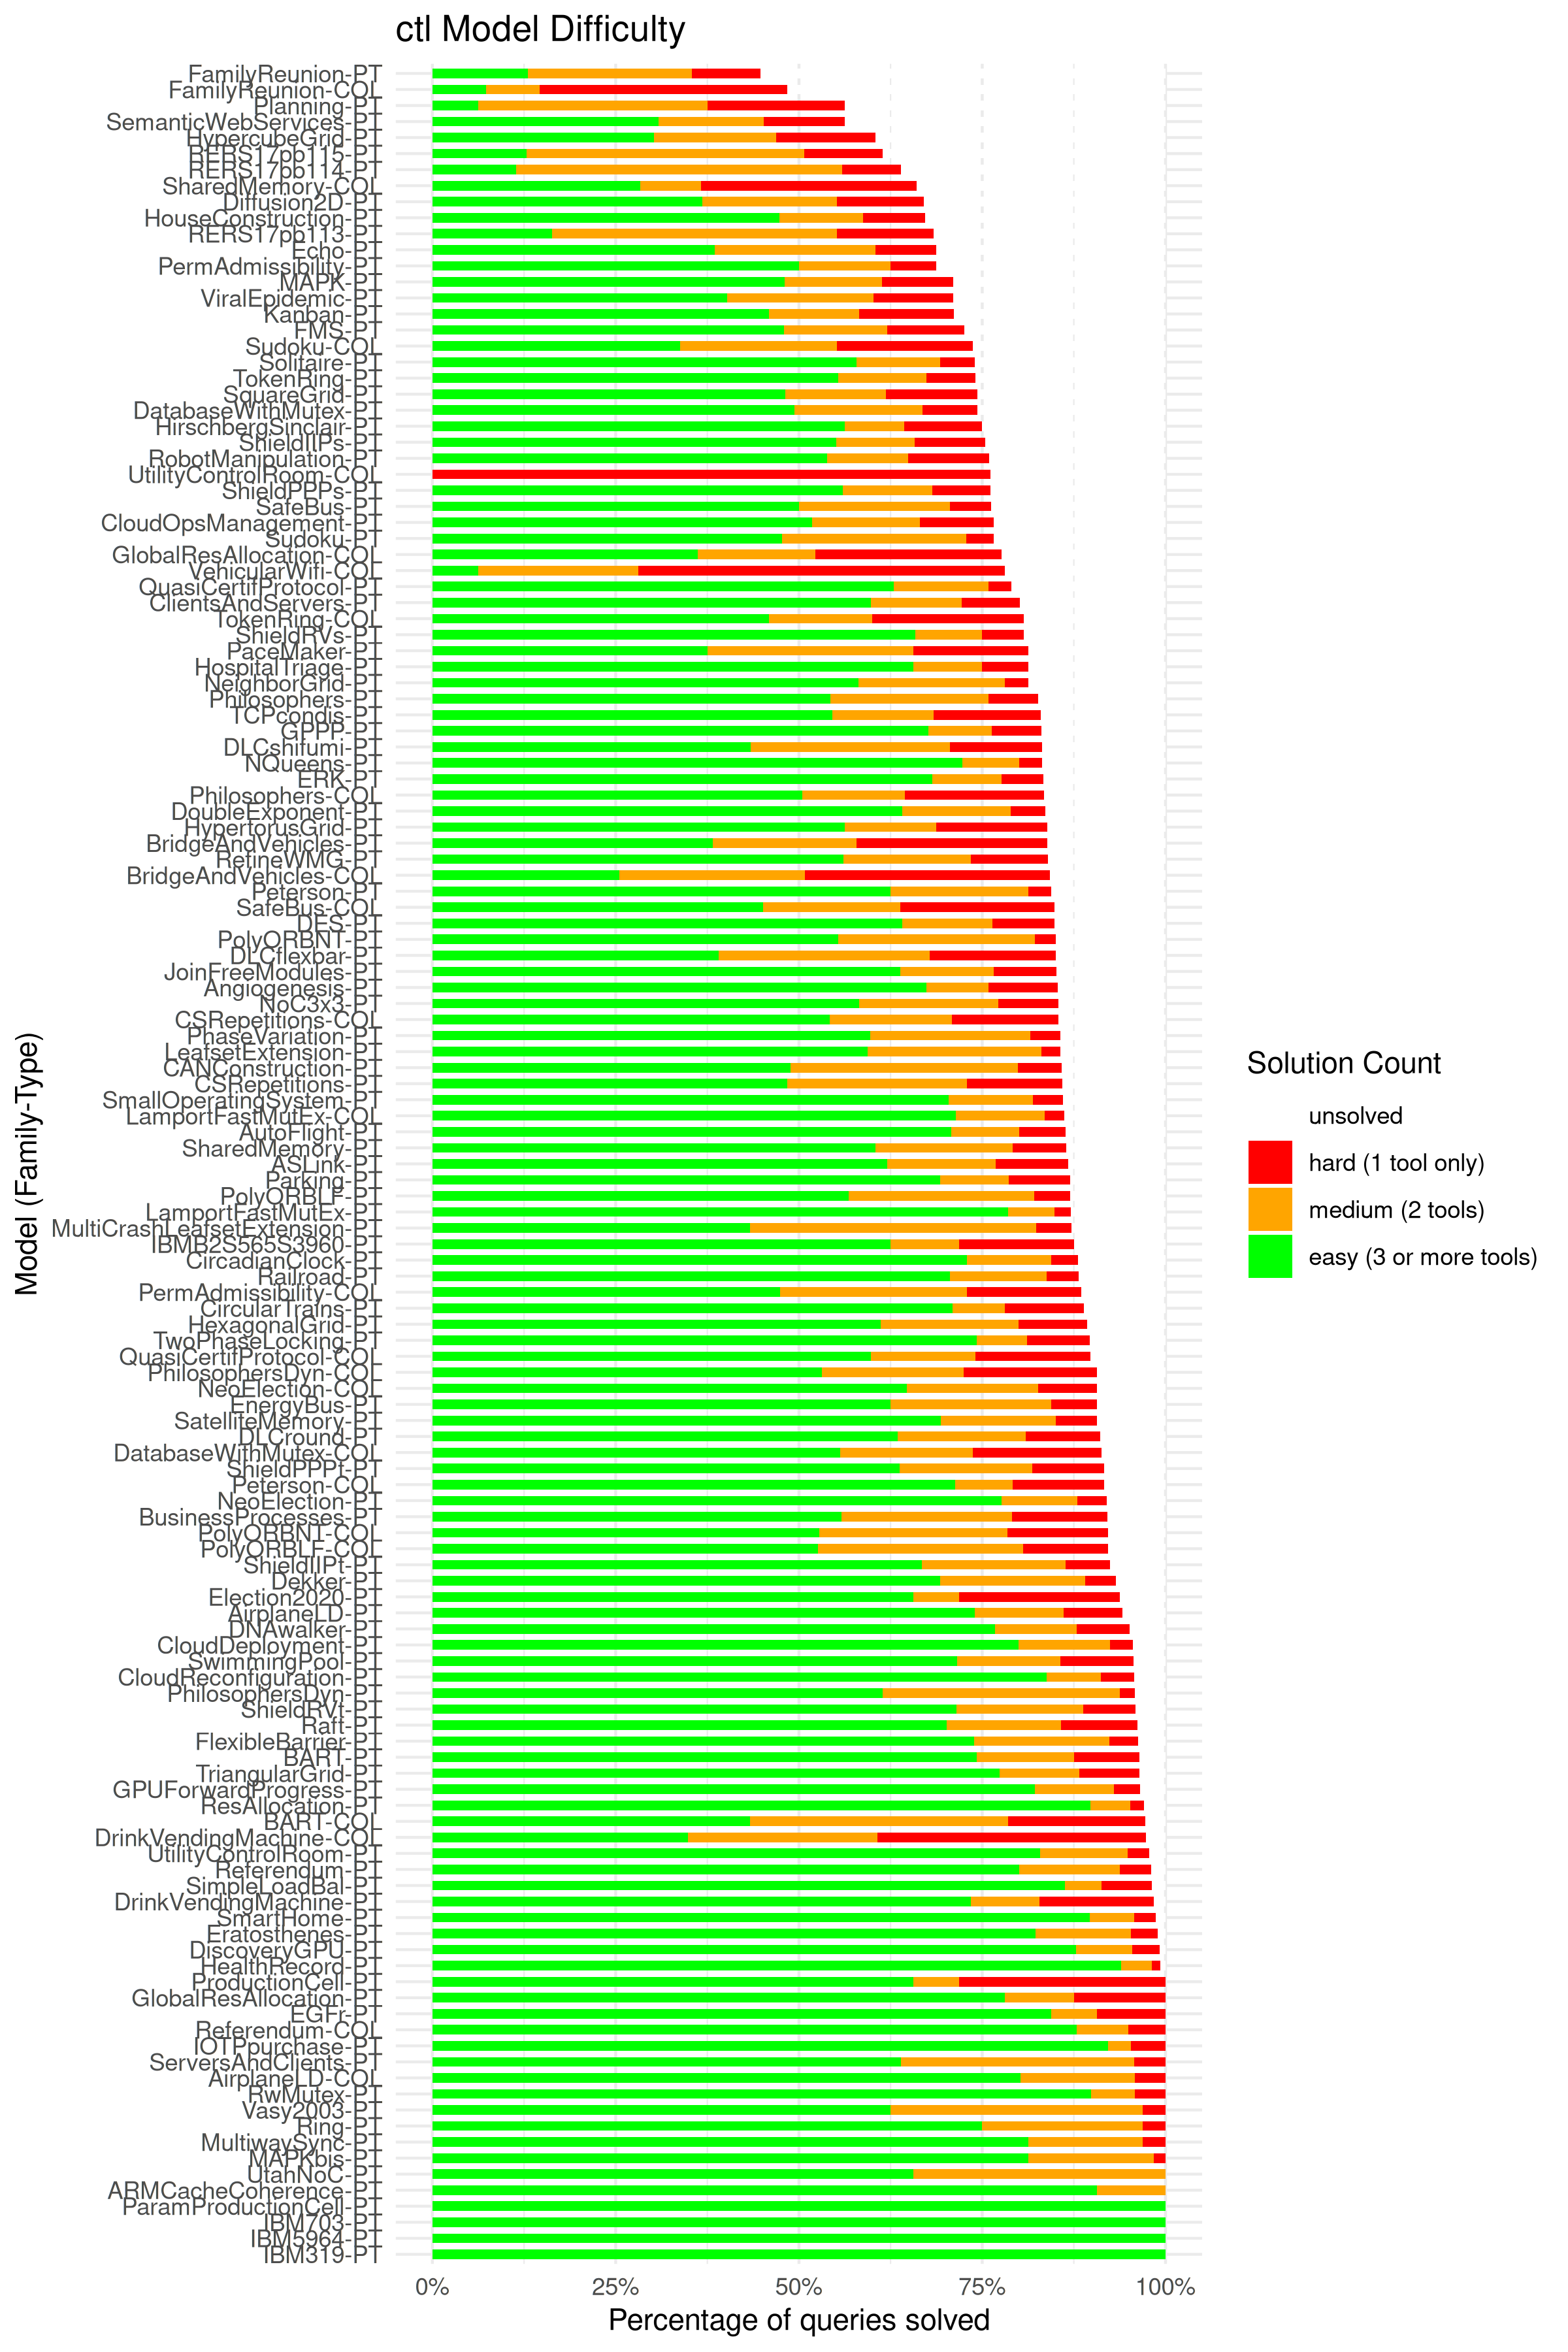 ctl Model Difficulty
FamilyReunion-PT
FamilyReunion-COL
Planning-PT
SemanticWebServices-PT
HypercubeGrid-PT
RERS17pb115-PT
RERS17pb114-PT
SharedMemory-COL
Diffusion2D-PT
HouseConstruction-PT
RERS17pb113-PT
Echo-PT
PermAdmissibility-PT
MAPK-PT
ViralEpidemic-PT
Kanban-PT
FMS-PT
Sudoku-COL
Solitaire-PT
TokenRing-PT
SquareGrid-PT
DatabaseWithMutex-PT
HirschbergSinclair-PT
ShieldIIPs-PT
RobotManipulation-PT
UtilityControlRoom-COL
ShieldPPPs-PT
SafeBus-PT
CloudOpsManagement-PT
Sudoku-PT
GlobalResAllocation-COL
VehicularWifi-COL
QuasiCertifProtocol-PT
ClientsAndServers-PT
TokenRing-COL
ShieldRVs-PT
PaceMaker-PT
HospitalTriage-PT
NeighborGrid-PT
Philosophers-PT
TCPcondis-PT
GPPP-PT
DLCshifumi-PT
NQueens-PT
ERK-PT
Philosophers-COL
DoubleExponent-PT
HypertorusGrid-PT
BridgeAndVehicles-PT
RefineWMG-PT
BridgeAndVehicles-COL
Peterson-PT
SafeBus-COL
DES-PT
PolyORBNT-PT
DLCflexbar-PT
JoinFreeModules-PT
Angiogenesis-PT
NoC3x3-PT
CSRepetitions-COL
PhaseVariation-PT
LeafsetExtension-PT
CANConstruction-PT
CSRepetitions-PT
SmallOperatingSystem-PT
LamportFastMutEx-COL
AutoFlight-PT
SharedMemory-PT
ASLink-PT
Parking-PT
PolyORBLF-PT
LamportFastMutEx-PT
MultiCrashLeafsetExtension-PT
IBMB2S565S3960-PT
CircadianClock-PT
Railroad-PT
PermAdmissibility-COL
CircularTrains-PT
HexagonalGrid-PT
TwoPhaseLocking-PT
QuasiCertifProtocol-COL
PhilosophersDyn-COL
NeoElection-COL
EnergyBus-PT
SatelliteMemory-PT
DLCround-PT
DatabaseWithMutex-COL
ShieldPPPt-PT
Peterson-COL
NeoElection-PT
BusinessProcesses-PT
PolyORBNT-COL
PolyORBLF-COL
ShieldIIPt-PT
Dekker-PT
Election2020-PT
AirplaneLD-PT
DNAwalker-PT
CloudDeployment-PT
SwimmingPool-PT
CloudReconfiguration-PT
PhilosophersDyn-PT
ShieldRVt-PT
Raft-PT
FlexibleBarrier-PT
BART-PT
TriangularGrid-PT
GPUForwardProgress-PT
ResAllocation-PT
BART-COL
DrinkVendingMachine-COL
UtilityControlRoom-PT
Referendum-PT
SimpleLoadBal-PT
DrinkVendingMachine-PT
SmartHome-PT
Eratosthenes-PT
DiscoveryGPU-PT
HealthRecord-PT
ProductionCell-PT
GlobalResAllocation-PT
EGFr-PT
Referendum-COL
IOTPpurchase-PT
ServersAndClients-PT
AirplaneLD-COL
RwMutex-PT
Vasy2003-PT
Ring-PT
MultiwaySync-PT
MAPKbis-PT
UtahNoC-PT
ARMCacheCoherence-PT
ParamProductionCell-PT
IBM703-PT
IBM5964-PT
IBM319-PT
0% 25% 50% 75% 100%
Percentage of queries solved
Model (Family-Type)
Solution Count
unsolved
hard (1 tool only)
medium (2 tools)
easy (3 or more tools)